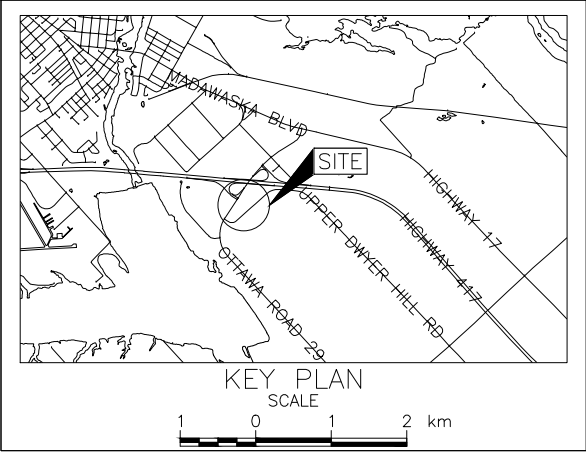 MADAWASKA BLVD
SITE
HIGHWAY 17
UPPER DWYER HILL RD
HIGHWAY 417
OTTAWA ROAD 29
KEY PLAN
SCALE
1 0 1 2 km